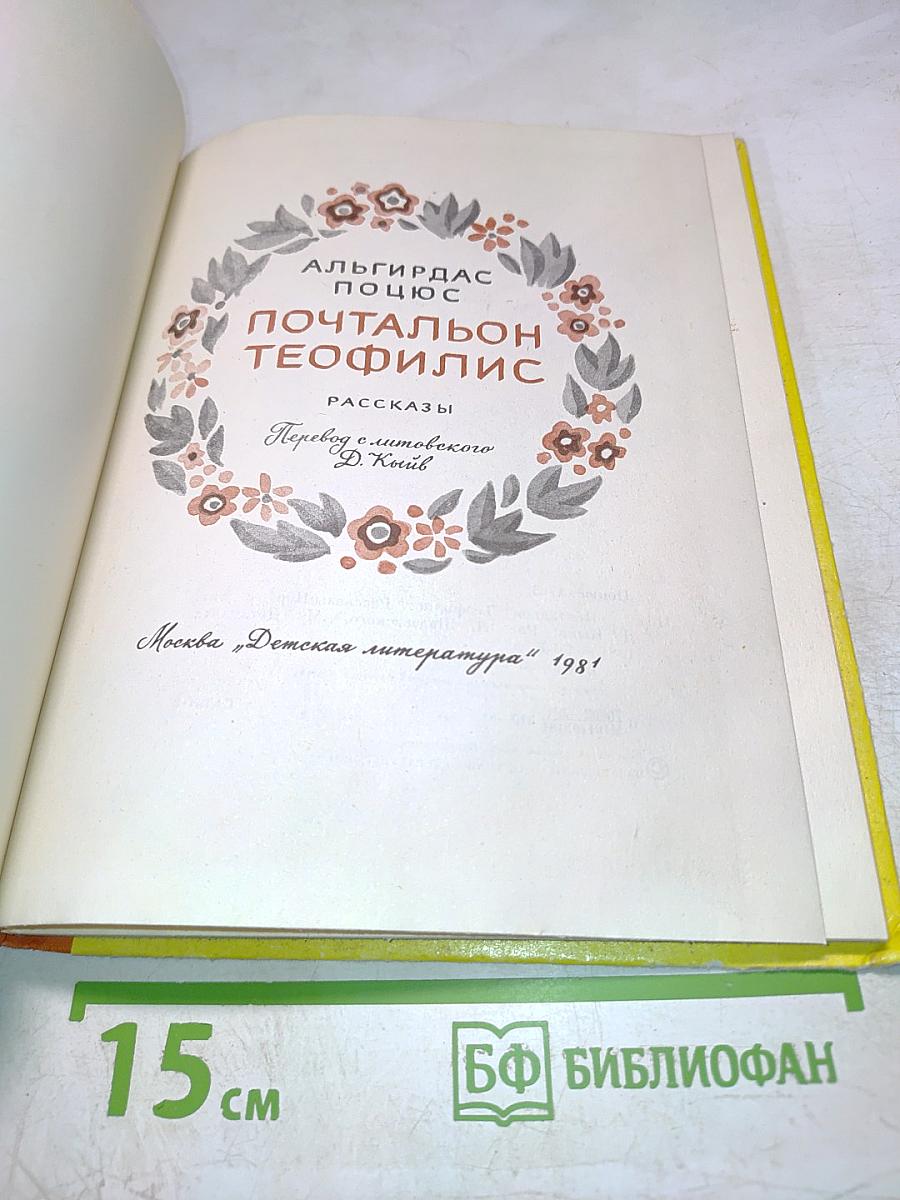 АЛЬГИРДАС
ПОЦЮС
ПОЧТАЛЬОН
ТЕОФИЛИС
РАССКАЗЫ
Перевод с литовского
Д. Кыйв
Москва „Детская литература" 1981
15 см
БФ БИБЛИОФАН